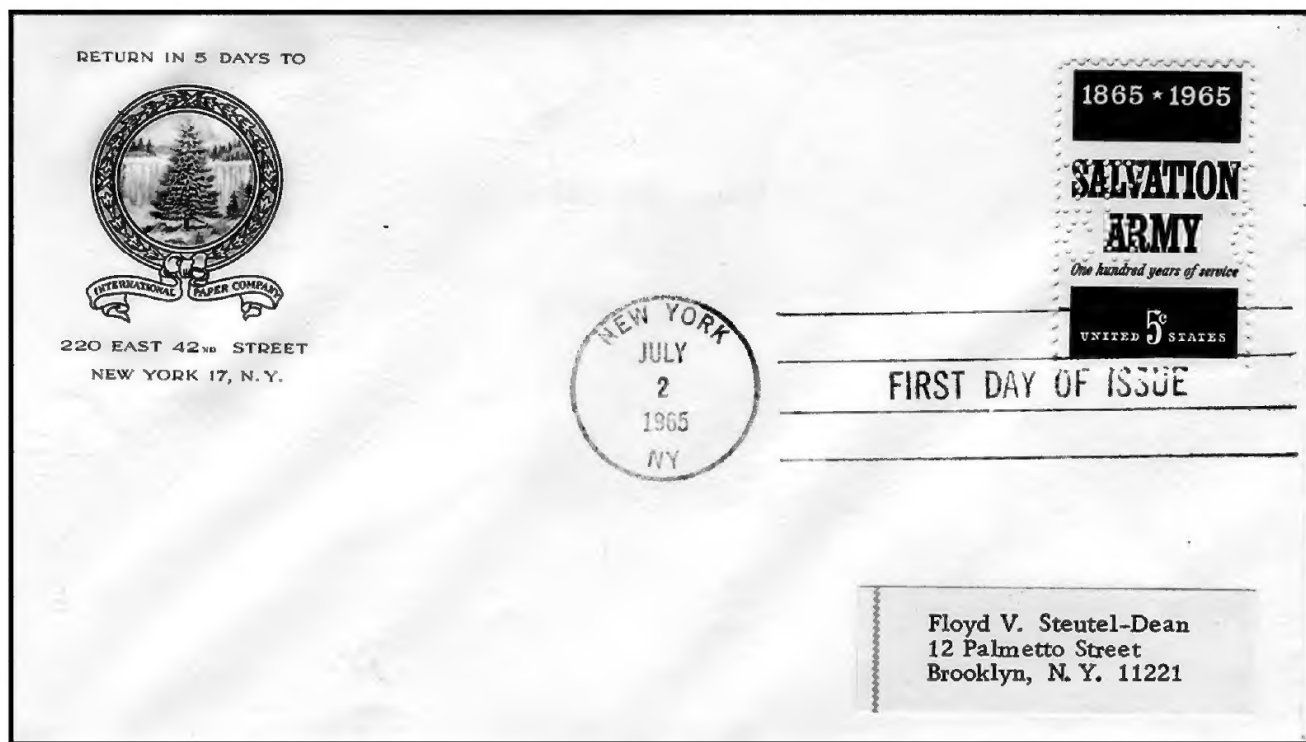 RETURN IN 5 DAYS TO
INTERNATIONAL PAPER COMPANY
220 EAST 42ND STREET
NEW YORK 17, N.Y.
1865 ★ 1965
SALVATION
ARMY
One hundred years of service
UNITED 5c STATES
NEW YORK
JULY
2
1965
NY
FIRST DAY OF ISSUE
Floyd V. Steutel-Dean
12 Palmetto Street
Brooklyn, N. Y. 11221